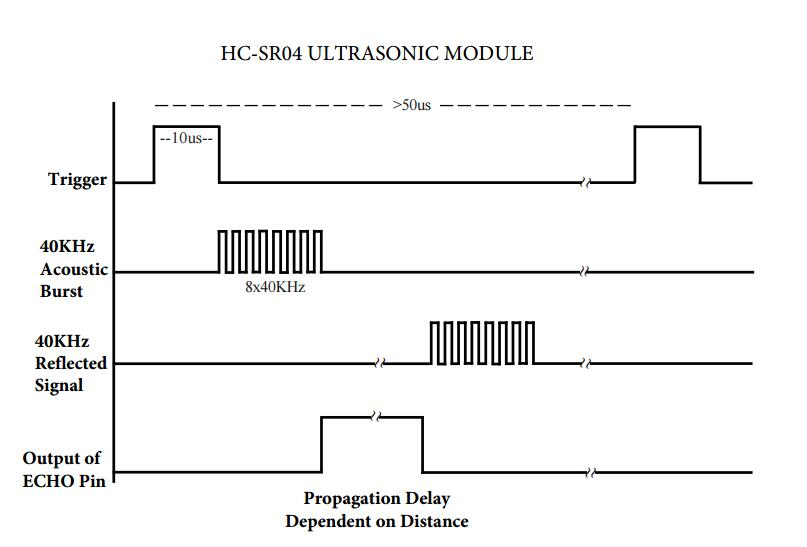 HC-SR04 ULTRASONIC MODULE
>50us
--10us--
Trigger
40KHz
Acoustic
Burst
8x40KHz
40KHz
Reflected
Signal
Output of
ECHO Pin
Propagation Delay
Dependent on Distance